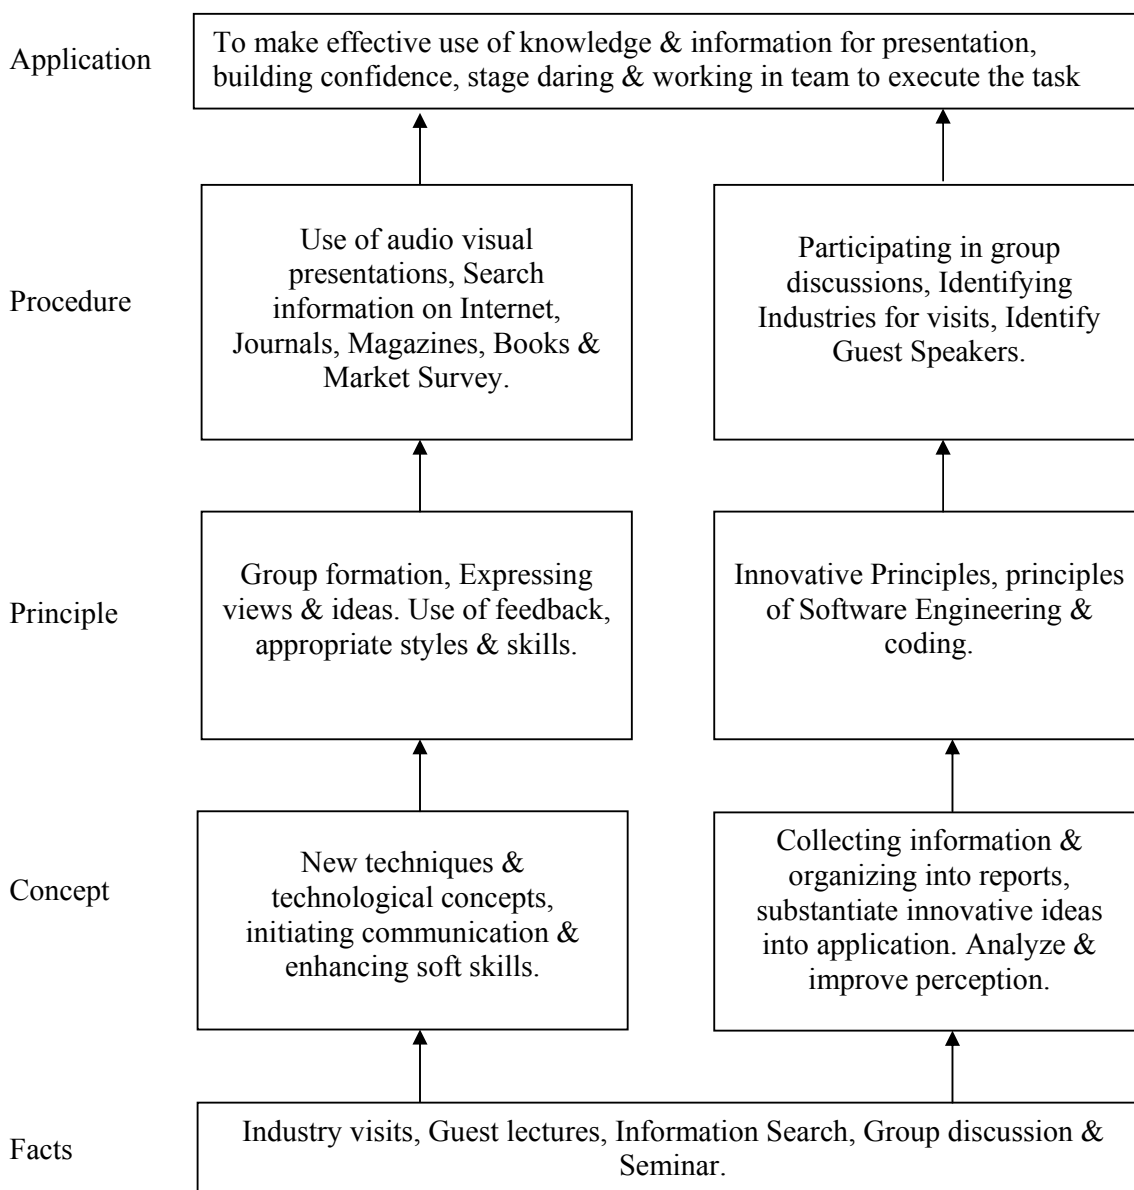 Application
To make effective use of knowledge & information for presentation,
building confidence, stage daring & working in team to execute the task
Procedure
Use of audio visual
presentations, Search
information on Internet,
Journals, Magazines, Books &
Market Survey.
Participating in group
discussions, Identifying
Industries for visits, Identify
Guest Speakers.
Principle
Group formation, Expressing
views & ideas. Use of feedback,
appropriate styles & skills.
Innovative Principles, principles
of Software Engineering &
coding.
Concept
New techniques &
technological concepts,
initiating communication &
enhancing soft skills.
Collecting information &
organizing into reports,
substantiate innovative ideas
into application. Analyze &
improve perception.
Facts
Industry visits, Guest lectures, Information Search, Group discussion &
Seminar.